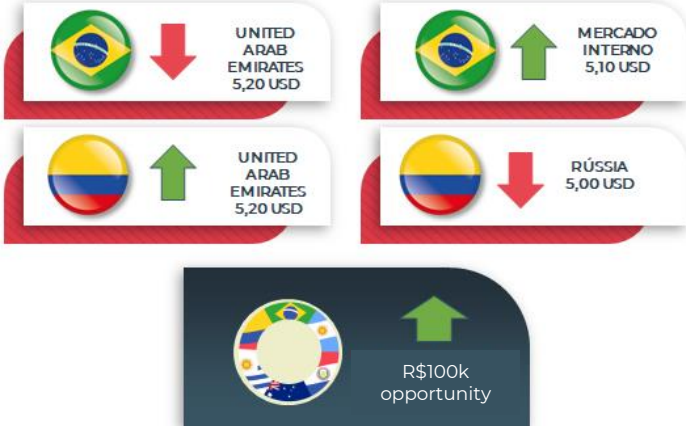 UNITED
ARAB
EMIRATES
5,20 USD
MERCADO
INTERNO
5,10 USD
UNITED
ARAB
EMIRATES
5,20 USD
RÚSSIA
5,00 USD
R$100k
opportunity